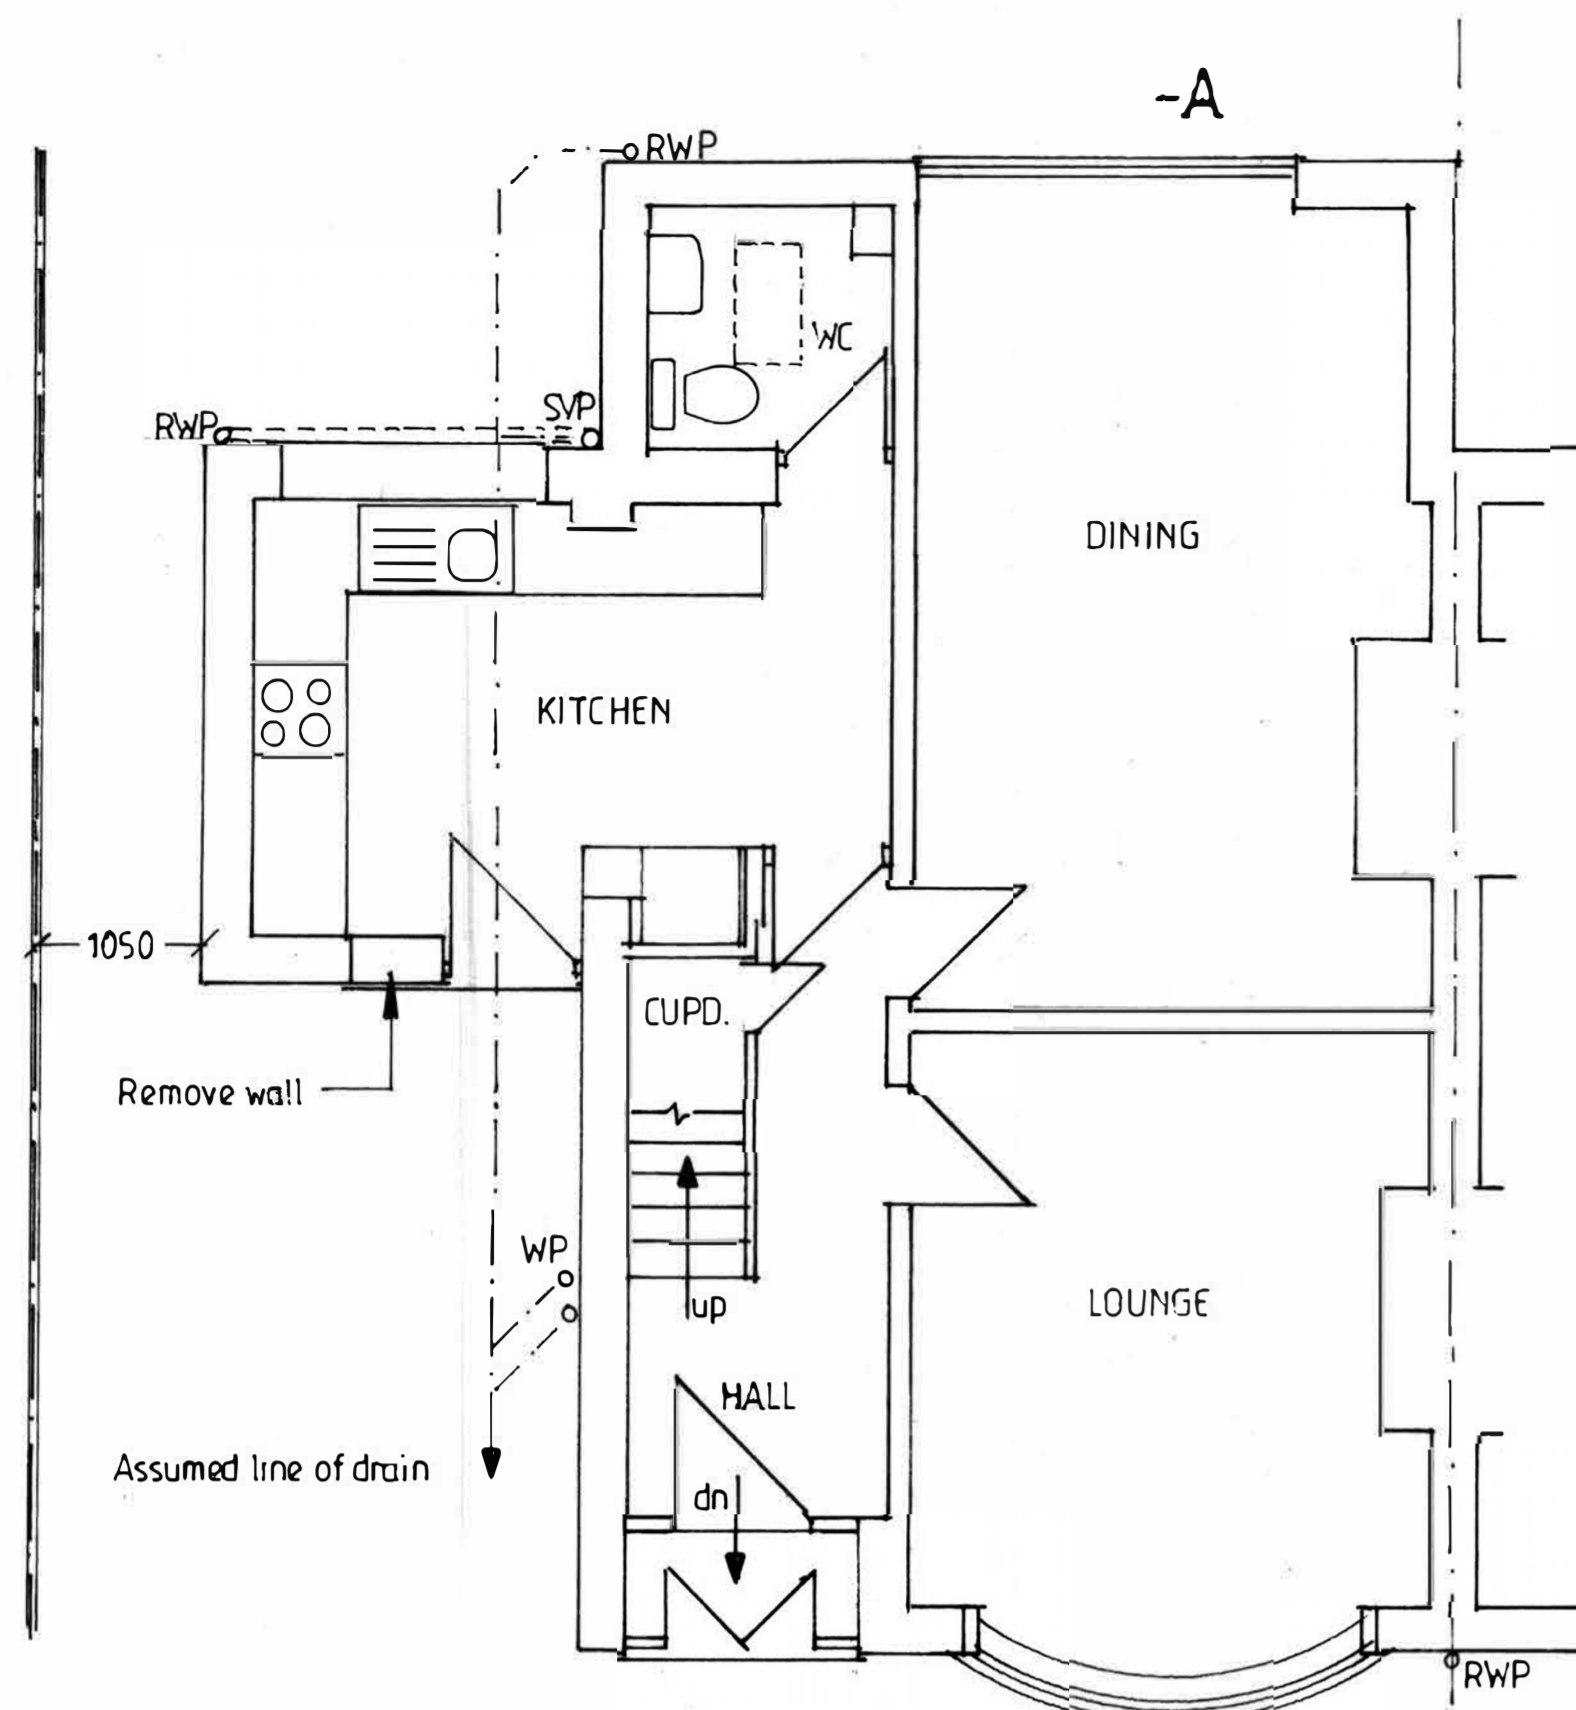 -A
RWP
WC
RWP
SVP
DINING
KITCHEN
1050
CUPD.
Remove wall
WP
up
LOUNGE
HALL
Assumed line of drain
dn
RWP